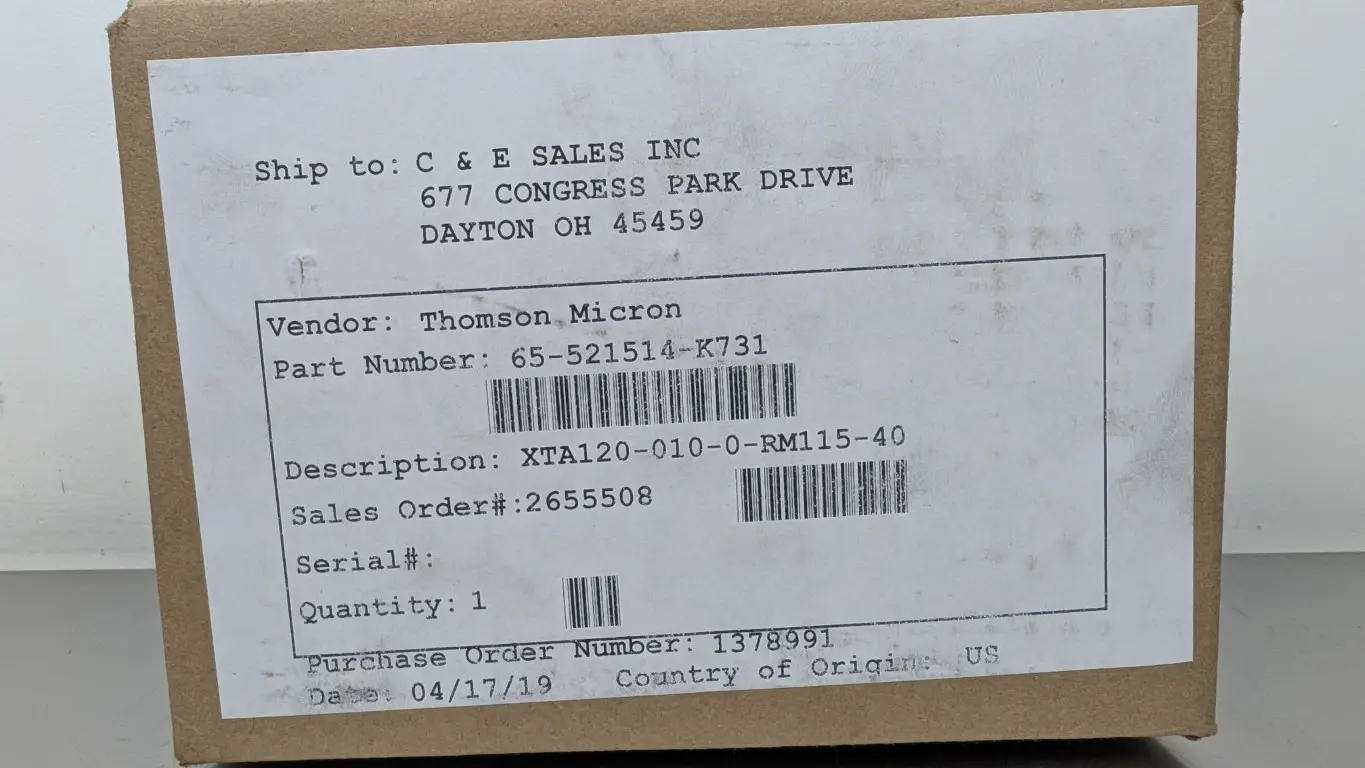 Ship to: C & E SALES INC
677 CONGRESS PARK DRIVE
DAYTON OH 45459
Vendor: Thomson Micron
Part Number: 65-521514-K731
Description: XTA120-010-0-RM115-40
Sales Order#:2655508
Serial#:
Quantity: 1
Purchase Order Number: 1378991
Date: 04/17/19 Country of Origin: US